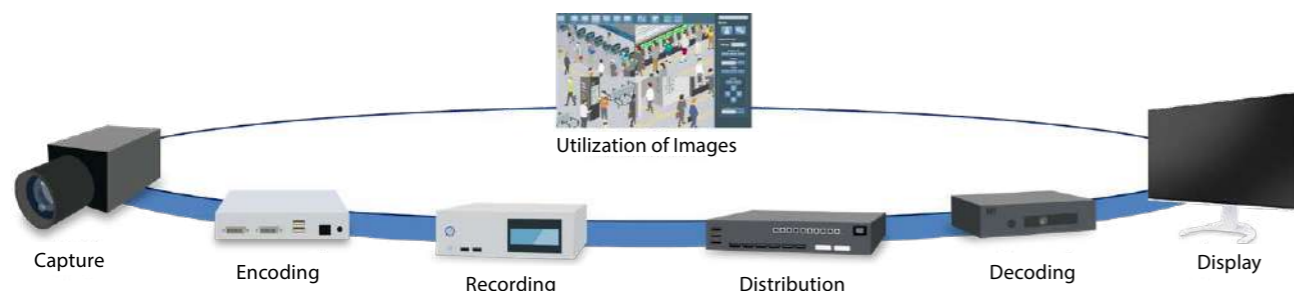 Utilization of Images
Capture
Encoding
Recording
Distribution
Decoding
Display